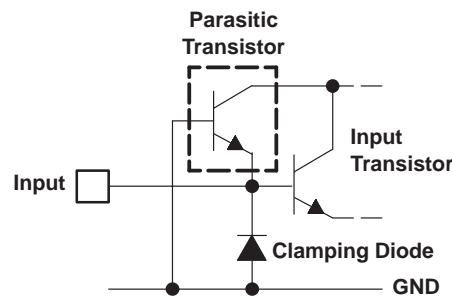 Parasitic
Transistor
Input
Transistor
Input
Clamping Diode
GND